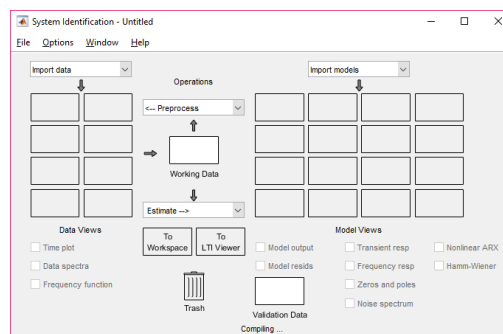 System Identification - Untitled
File Options Window Help
Import data
Import models
Operations
<-- Preprocess
Working Data
Estimate -->
Data Views
To Workspace
To LTI Viewer
Model Views
Time plot
Data spectra
Frequency function
Model output
Model resids
Transient resp
Frequency resp
Zeros and poles
Noise spectrum
Nonlinear ARX
Hamm-Wiener
Trash
Validation Data
Compiling ...